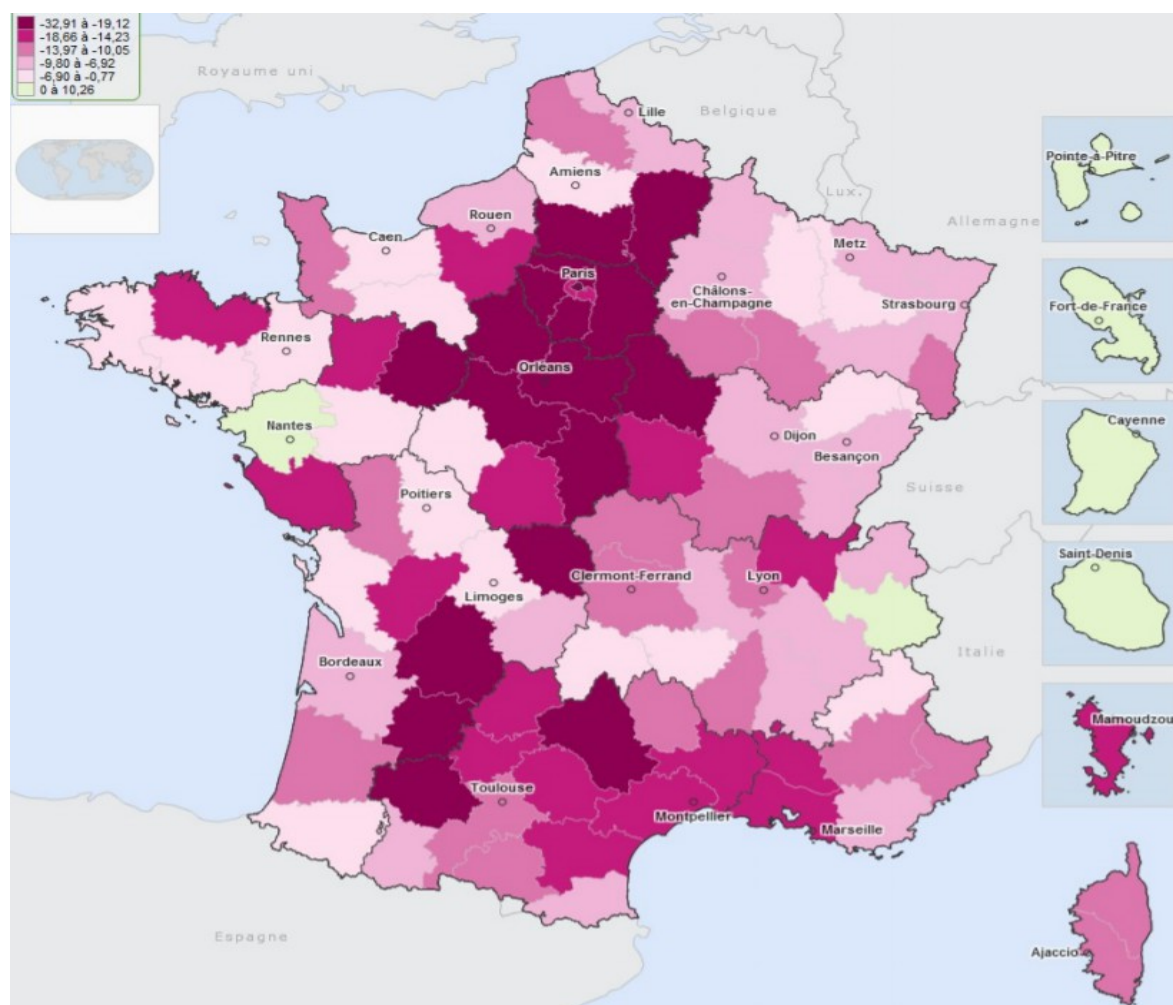 -32,91 à -19,12
-18,66 à -14,23
-13,97 à -10,05
-9,80 à -6,92
-6,90 à -0,77
0 à 10,26
Royaume uni
Belgique
Lille
Amiens
Lux.
Allemagne
Rouen
Caen
Metz
Paris
Châlons-
en-Champagne
Strasbourg
Rennes
Orléans
Nantes
Dijon
Besançon
Suisse
Poitiers
Clermont-Ferrand
Lyon
Limoges
Italie
Bordeaux
Toulouse
Montpellier
Marseille
Espagne
Pointe-à-Pitre
Fort-de-France
Cayenne
Saint-Denis
Mamoudzou
Ajaccio